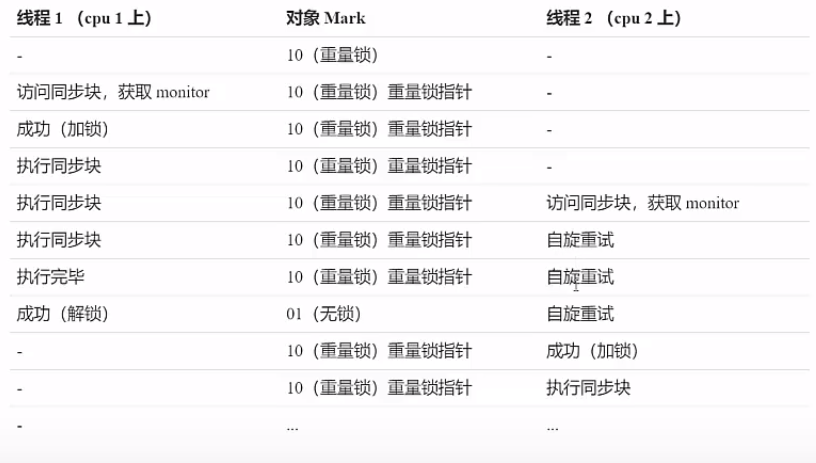 线程 1 （cpu 1 上） 对象 Mark 线程 2 （cpu 2 上）
- 10（重量锁） -
访问同步块，获取 monitor 10（重量锁）重量锁指针 -
成功（加锁） 10（重量锁）重量锁指针 -
执行同步块 10（重量锁）重量锁指针 -
执行同步块 10（重量锁）重量锁指针 访问同步块，获取 monitor
执行同步块 10（重量锁）重量锁指针 自旋重试
执行完毕 10（重量锁）重量锁指针 自旋重试
成功（解锁） 01（无锁） 自旋重试
- 10（重量锁）重量锁指针 成功（加锁）
- 10（重量锁）重量锁指针 执行同步块
- ... ...